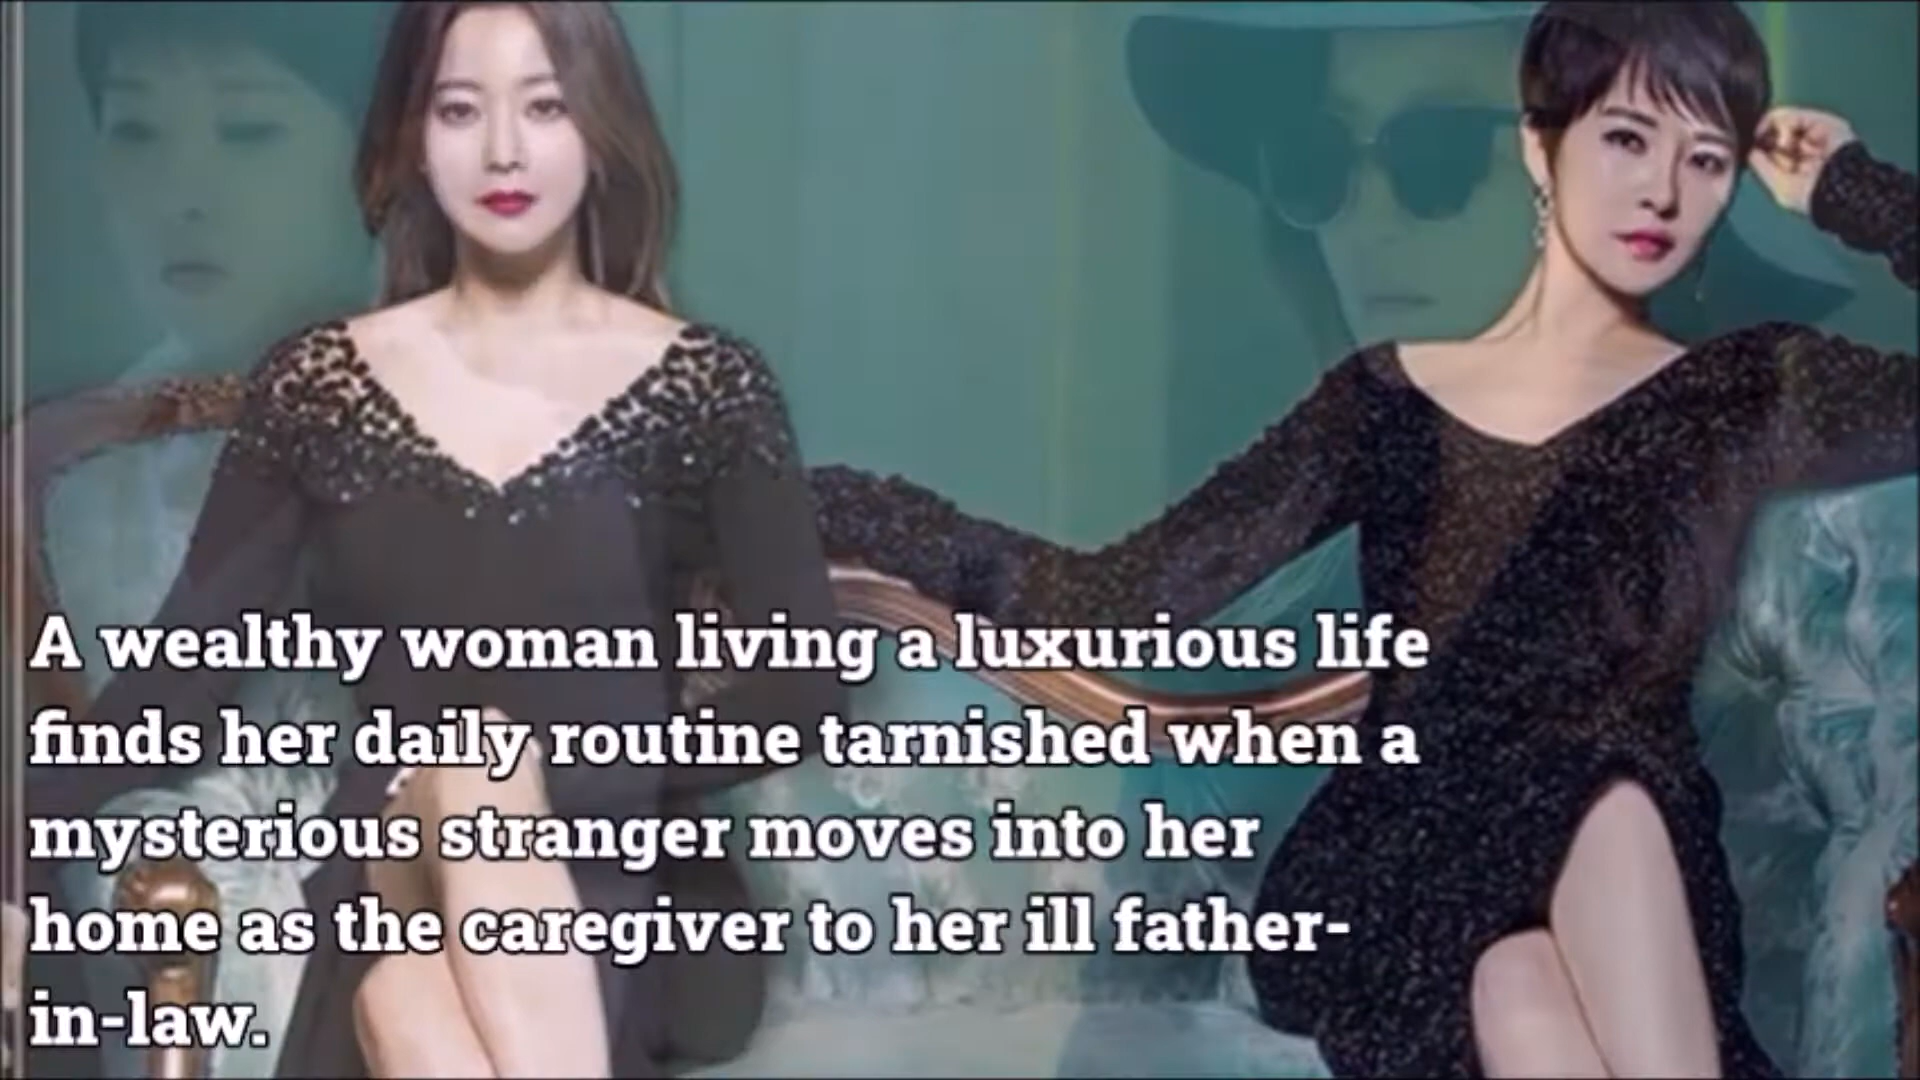 A wealthy woman living a luxurious life
finds her daily routine tarnished when a
mysterious stranger moves into her
home as the caregiver to her ill father-
in-law.